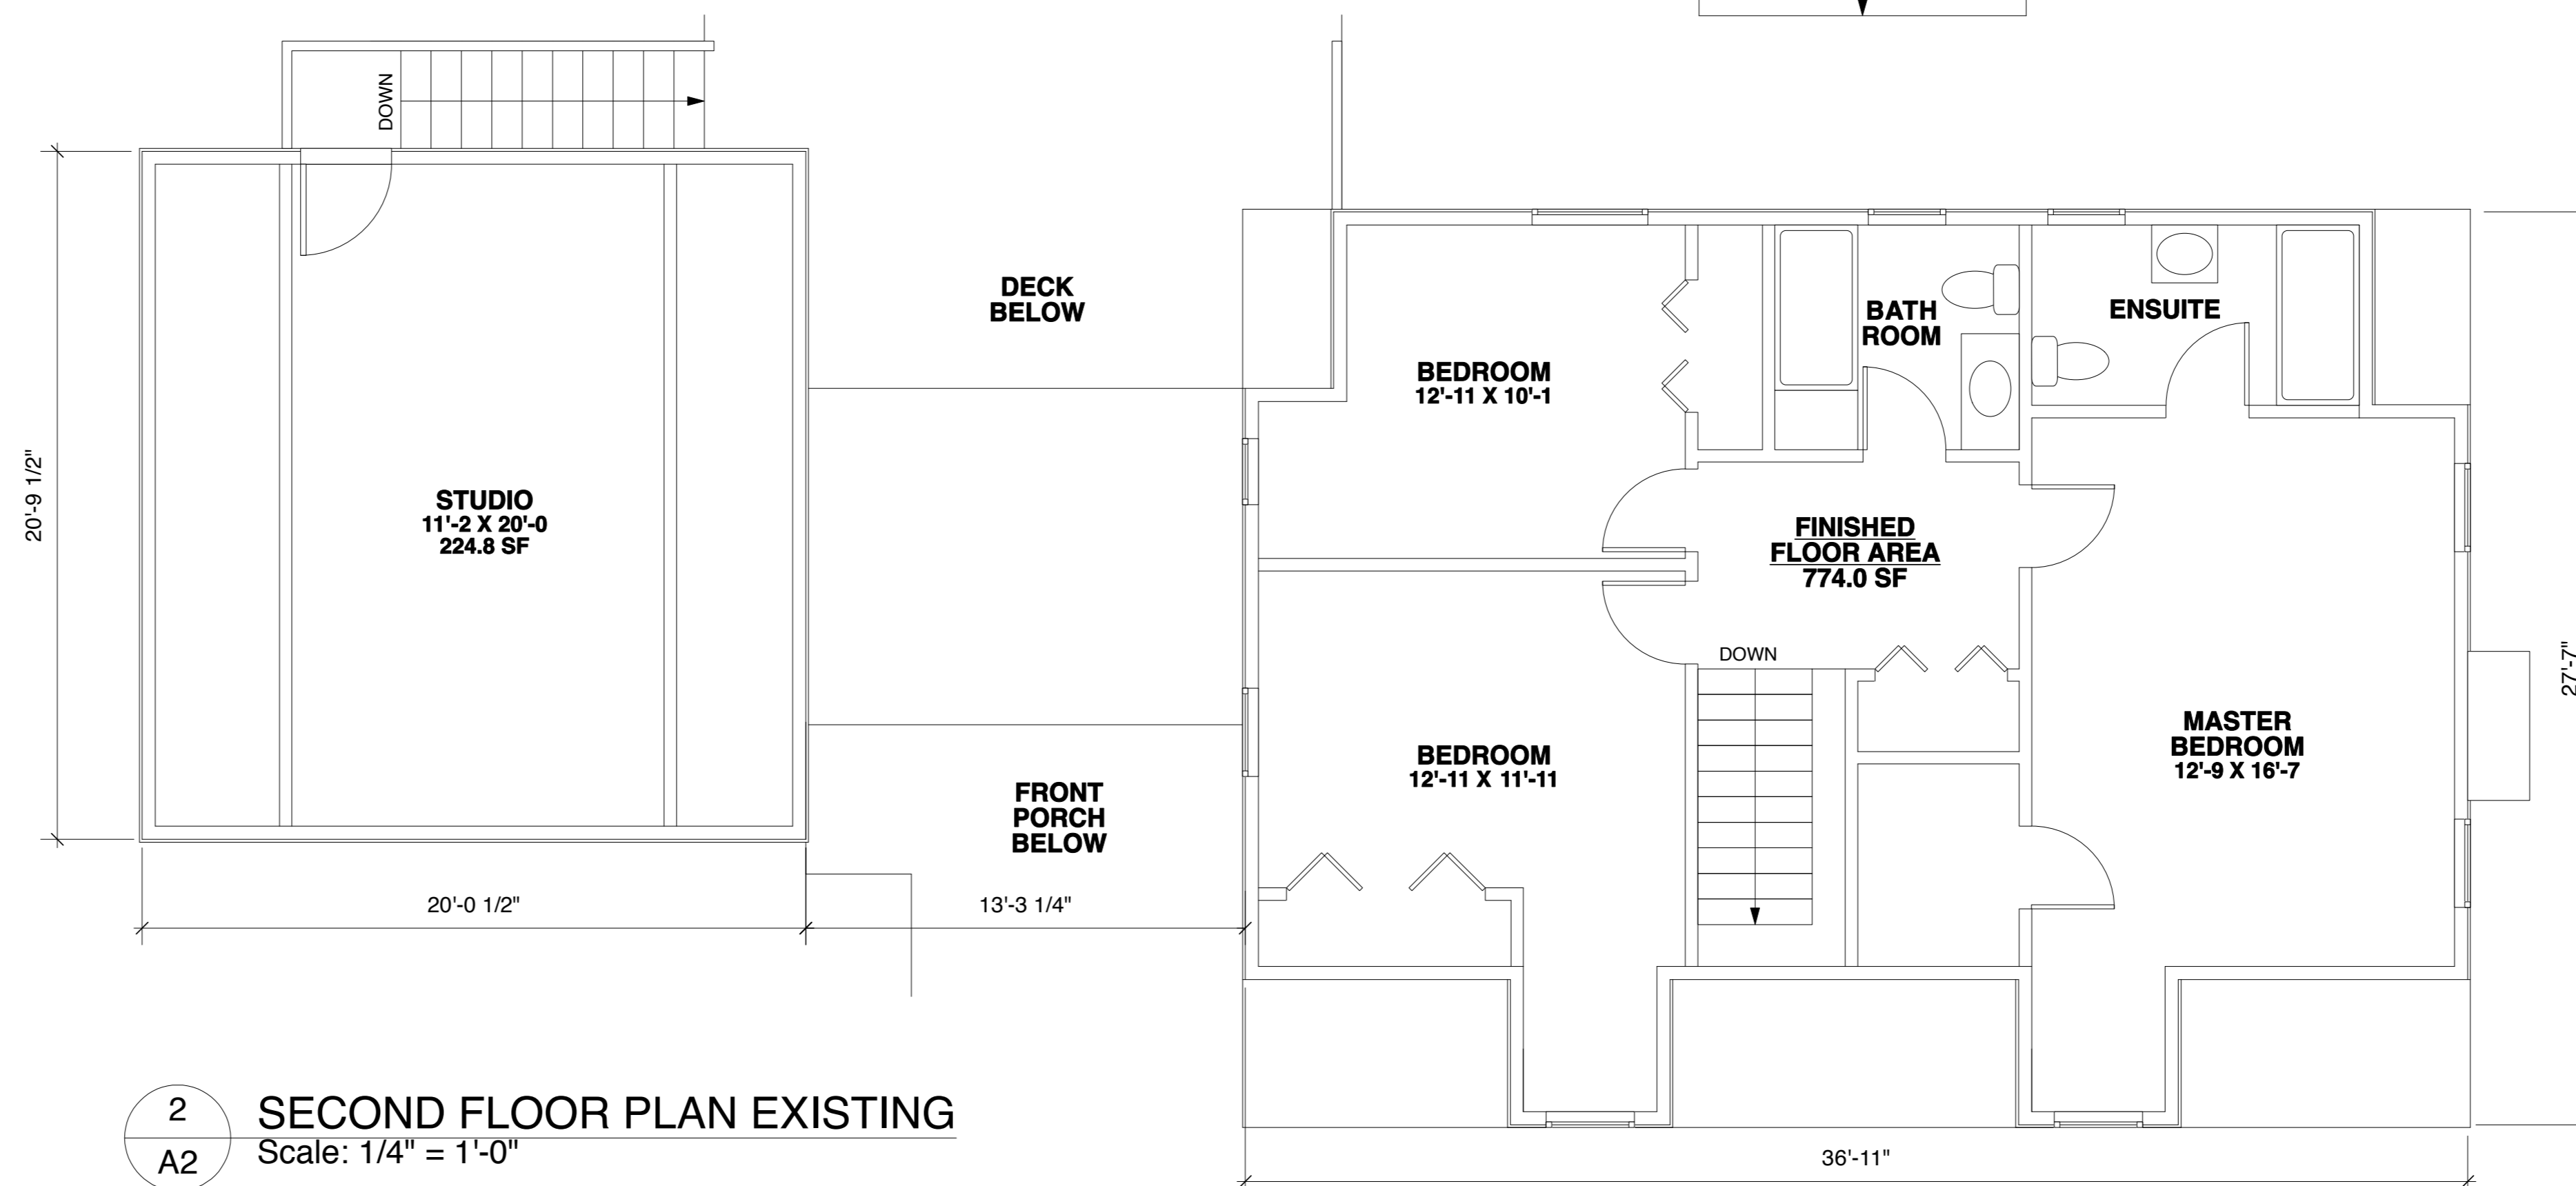 DOWN
DECK
BELOW
BATH
ROOM
ENSUITE
BEDROOM
12'-11 X 10'-1
20'-9 1/2"
STUDIO
11'-2 X 20'-0
224.8 SF
FINISHED
FLOOR AREA
774.0 SF
DOWN
27'-7"
MASTER
BEDROOM
12'-9 X 16'-7
BEDROOM
12'-11 X 11'-11
FRONT
PORCH
BELOW
20'-0 1/2"
13'-3 1/4"
2
A2
SECOND FLOOR PLAN EXISTING
Scale: 1/4" = 1'-0"
36'-11"